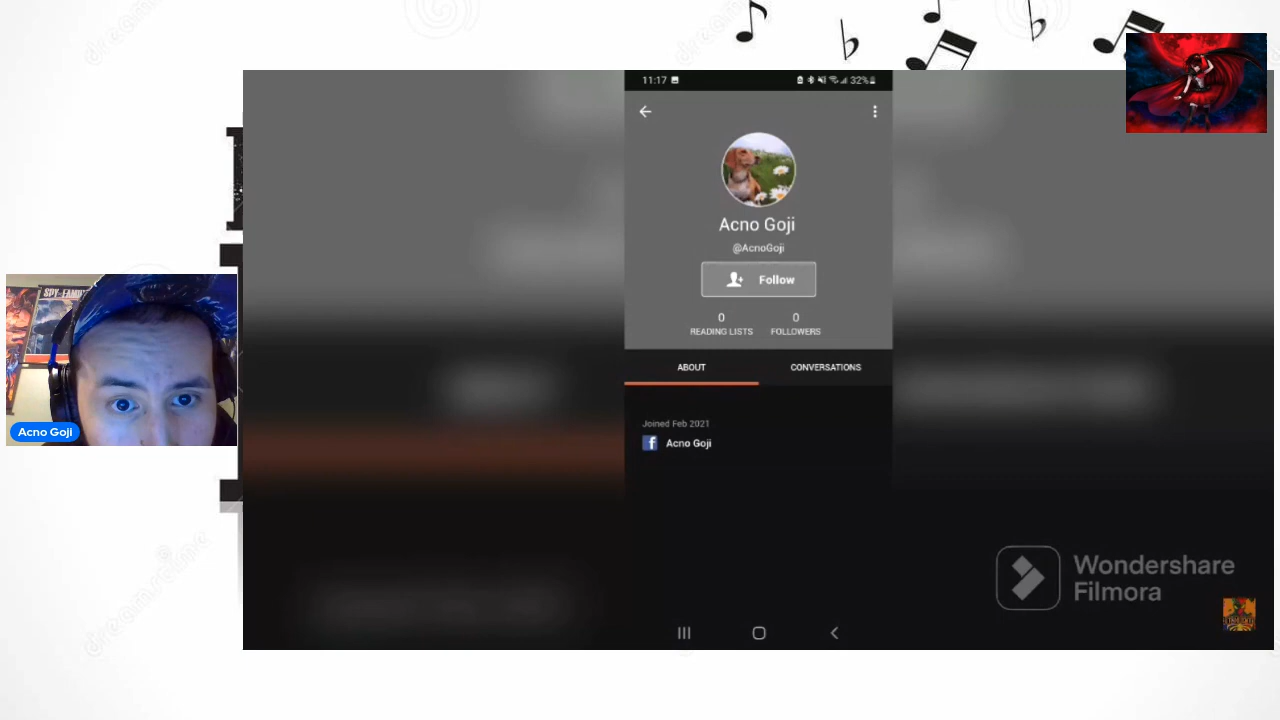 11:17
32%
Acno Goji
@AcnoGoji
Follow
0
READING LISTS
0
FOLLOWERS
ABOUT
CONVERSATIONS
Joined Feb 2021
f Acno Goji
SPY×FAMILY
Acno Goji
Wondershare
Filmora
dreamstime